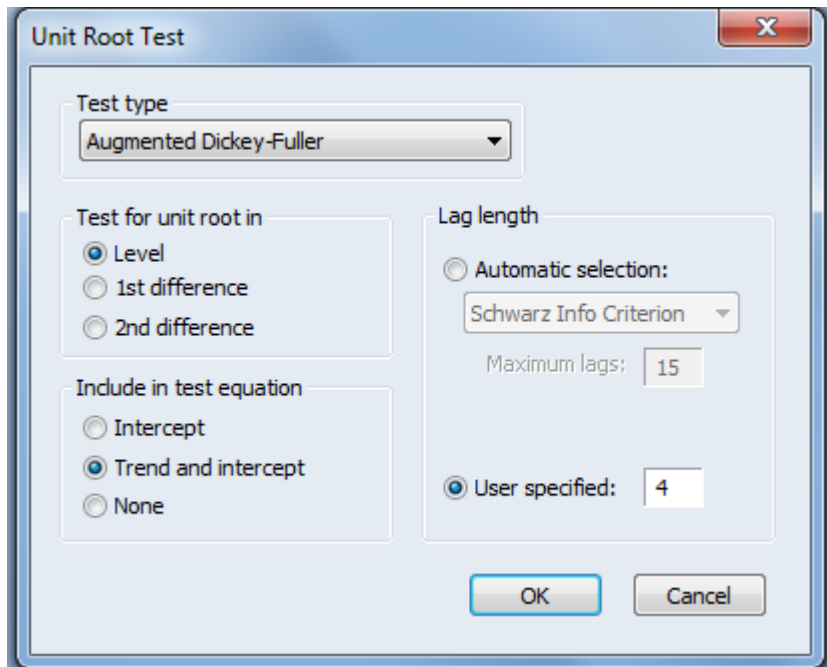 Unit Root Test
Test type
Augmented Dickey-Fuller
Test for unit root in
Level
1st difference
2nd difference
Include in test equation
Intercept
Trend and intercept
None
Lag length
Automatic selection:
Schwarz Info Criterion
Maximum lags: 15
User specified: 4
OK Cancel